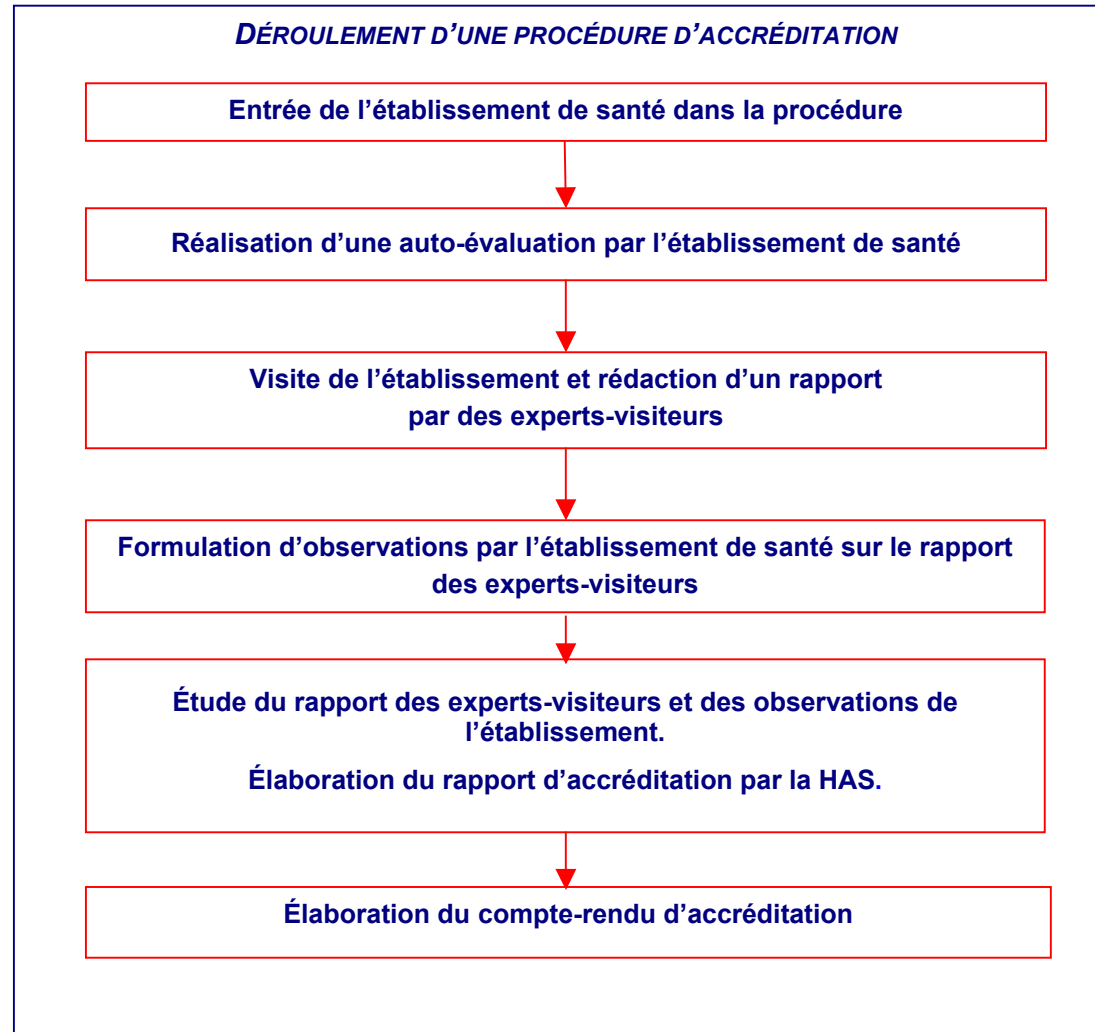 DÉROULEMENT D’UNE PROCÉDURE D’ACCRÉDITATION
Entrée de l’établissement de santé dans la procédure
Réalisation d’une auto-évaluation par l’établissement de santé
Visite de l’établissement et rédaction d’un rapport
par des experts-visiteurs
Formulation d’observations par l’établissement de santé sur le rapport
des experts-visiteurs
Étude du rapport des experts-visiteurs et des observations de
l’établissement.
Élaboration du rapport d’accréditation par la HAS.
Élaboration du compte-rendu d’accréditation